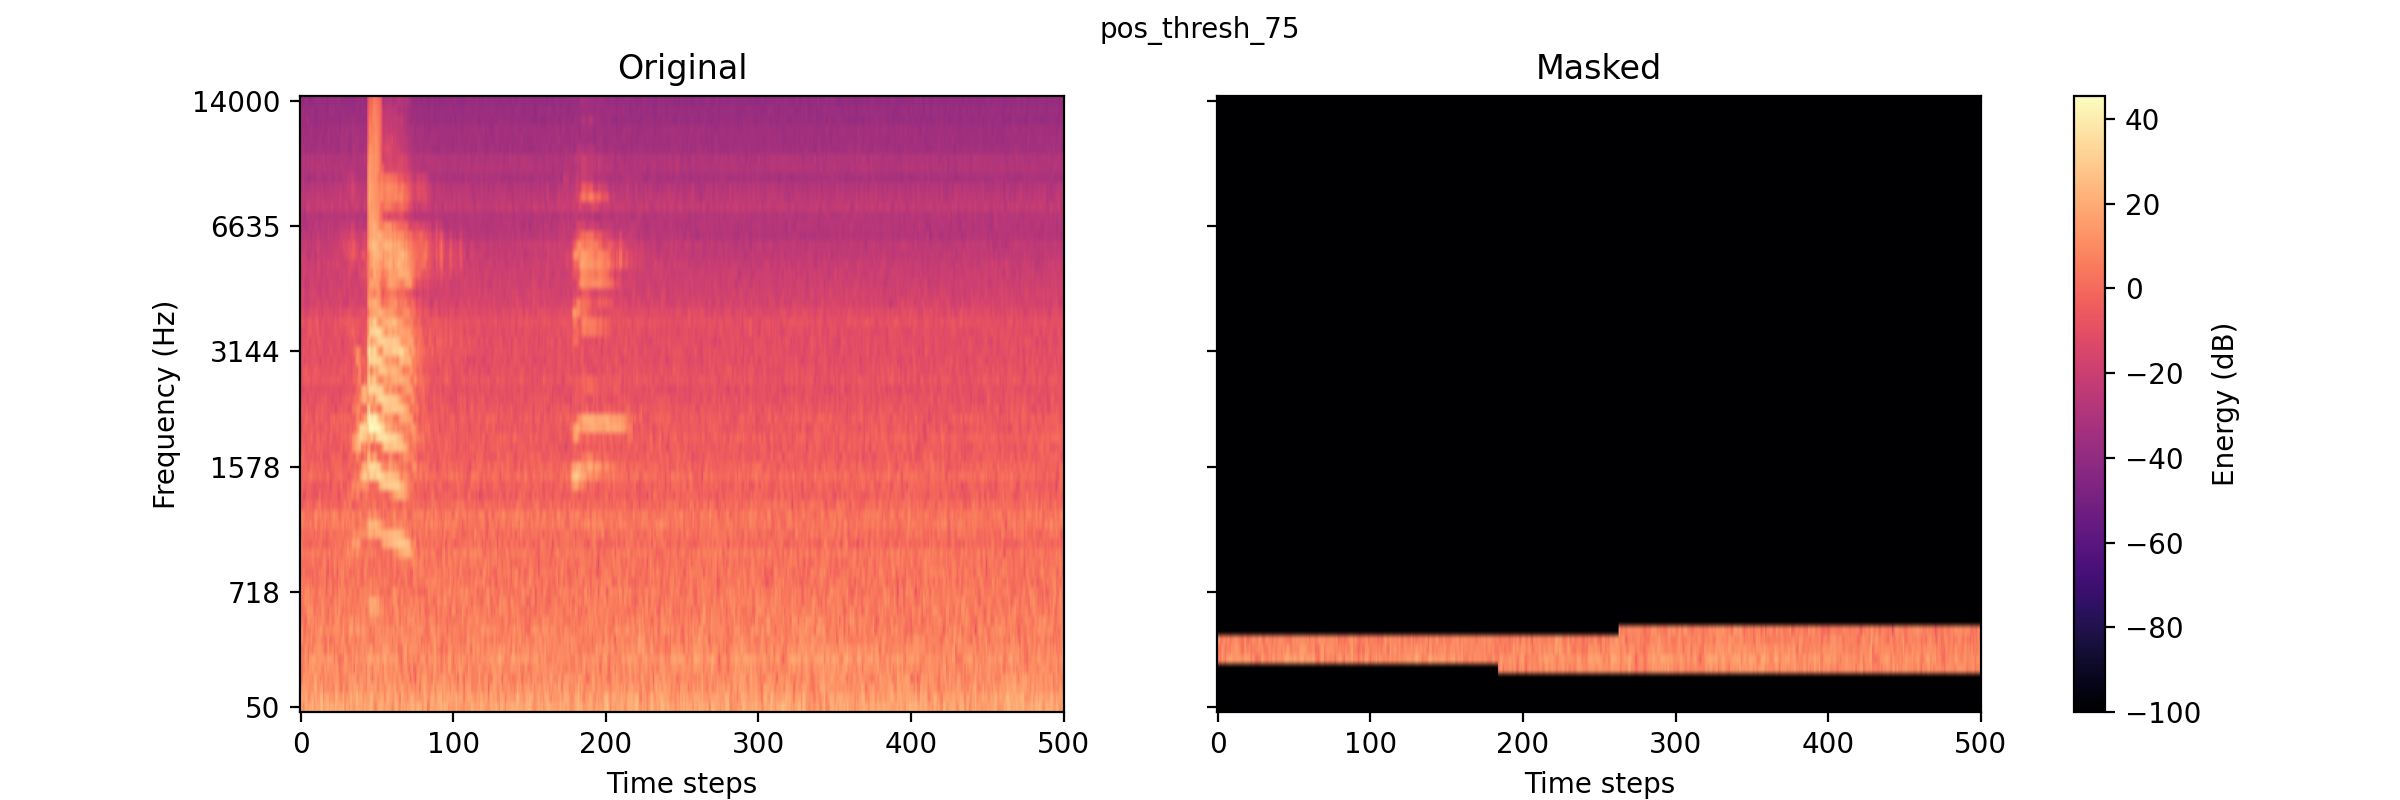 pos_thresh_75
Original
Masked
14000
6635
3144
1578
718
50
Frequency (Hz)
0 100 200 300 400 500
Time steps
0 100 200 300 400 500
Time steps
40
20
0
−20
−40
−60
−80
−100
Energy (dB)